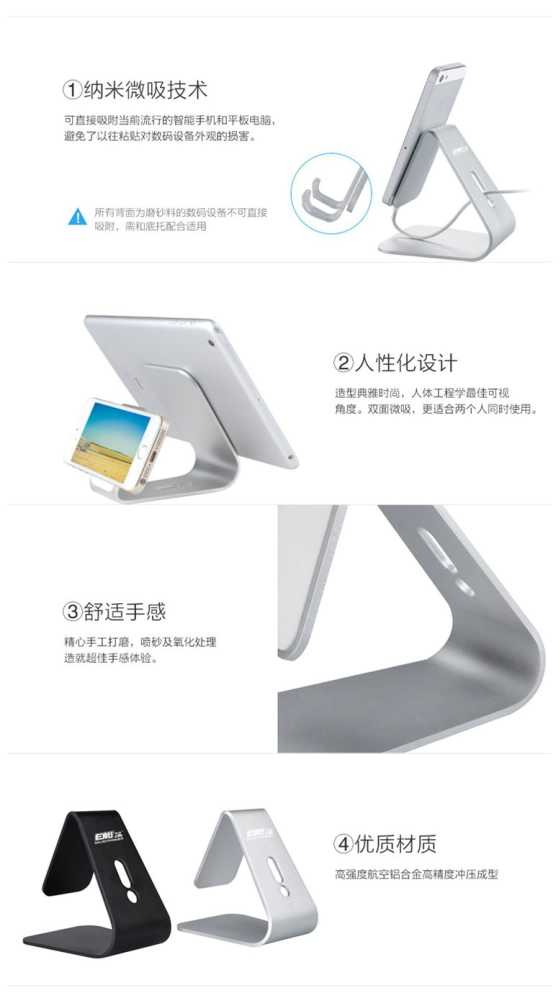 ①纳米微吸技术
可直接吸附当前流行的智能手机和平板电脑，
避免了以往粘贴对数码设备外观的损害。
所有背面为磨砂料的数码设备不可直接
吸附，需和底托配合适用
②人性化设计
造型典雅时尚，人体工程学最佳可视
角度。双面微吸，更适合两个人同时使用。
③舒适手感
精心手工打磨，喷砂及氧化处理
造就超佳手感体验。
④优质材质
高强度航空铝合金高精度冲压成型